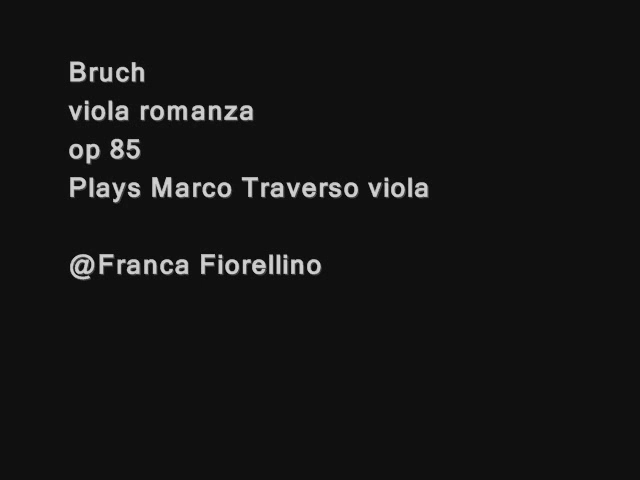 Bruch
viola romanza
op 85
Plays Marco Traverso viola
@Franca Fiorellino